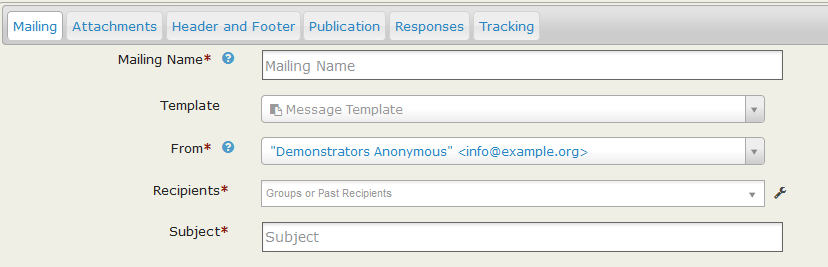 Mailing Attachments Header and Footer Publication Responses Tracking
Mailing Name* Mailing Name
Template Message Template
From* "Demonstrators Anonymous" <info@example.org>
Recipients* Groups or Past Recipients
Subject* Subject